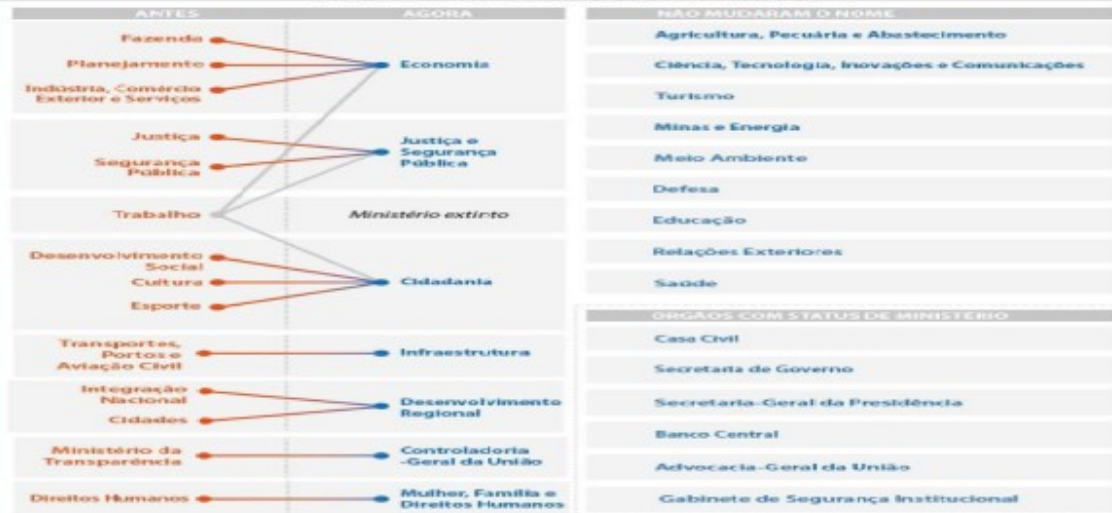 ANTES
AGORA
Fazenda
Planejamento
Economia
Indústria, Comércio
Exterior e Serviços
Justiça
Segurança
Pública
Justiça e
Segurança
Pública
Trabalho
Ministério extinto
Desenvolvimento
Social
Cultura
Esporte
Cidadania
Transportes,
Portos e
Aviação Civil
Infraestrutura
Integração
Nacional
Cidades
Desenvolvimento
Regional
Ministério da
Transparência
Controladoria
-Geral da União
Direitos Humanos
Mulher, Família e
Direitos Humanos
NÃO MUDARAM O NOME
Agricultura, Pecuária e Abastecimento
Ciência, Tecnologia, Inovações e Comunicações
Turismo
Minas e Energia
Meio Ambiente
Defesa
Educação
Relações Exteriores
Saúde
ÓRGÃOS COM STATUS DE MINISTÉRIO
Casa Civil
Secretaria de Governo
Secretaria-Geral da Presidência
Banco Central
Advocacia-Geral da União
Gabinete de Segurança Institucional